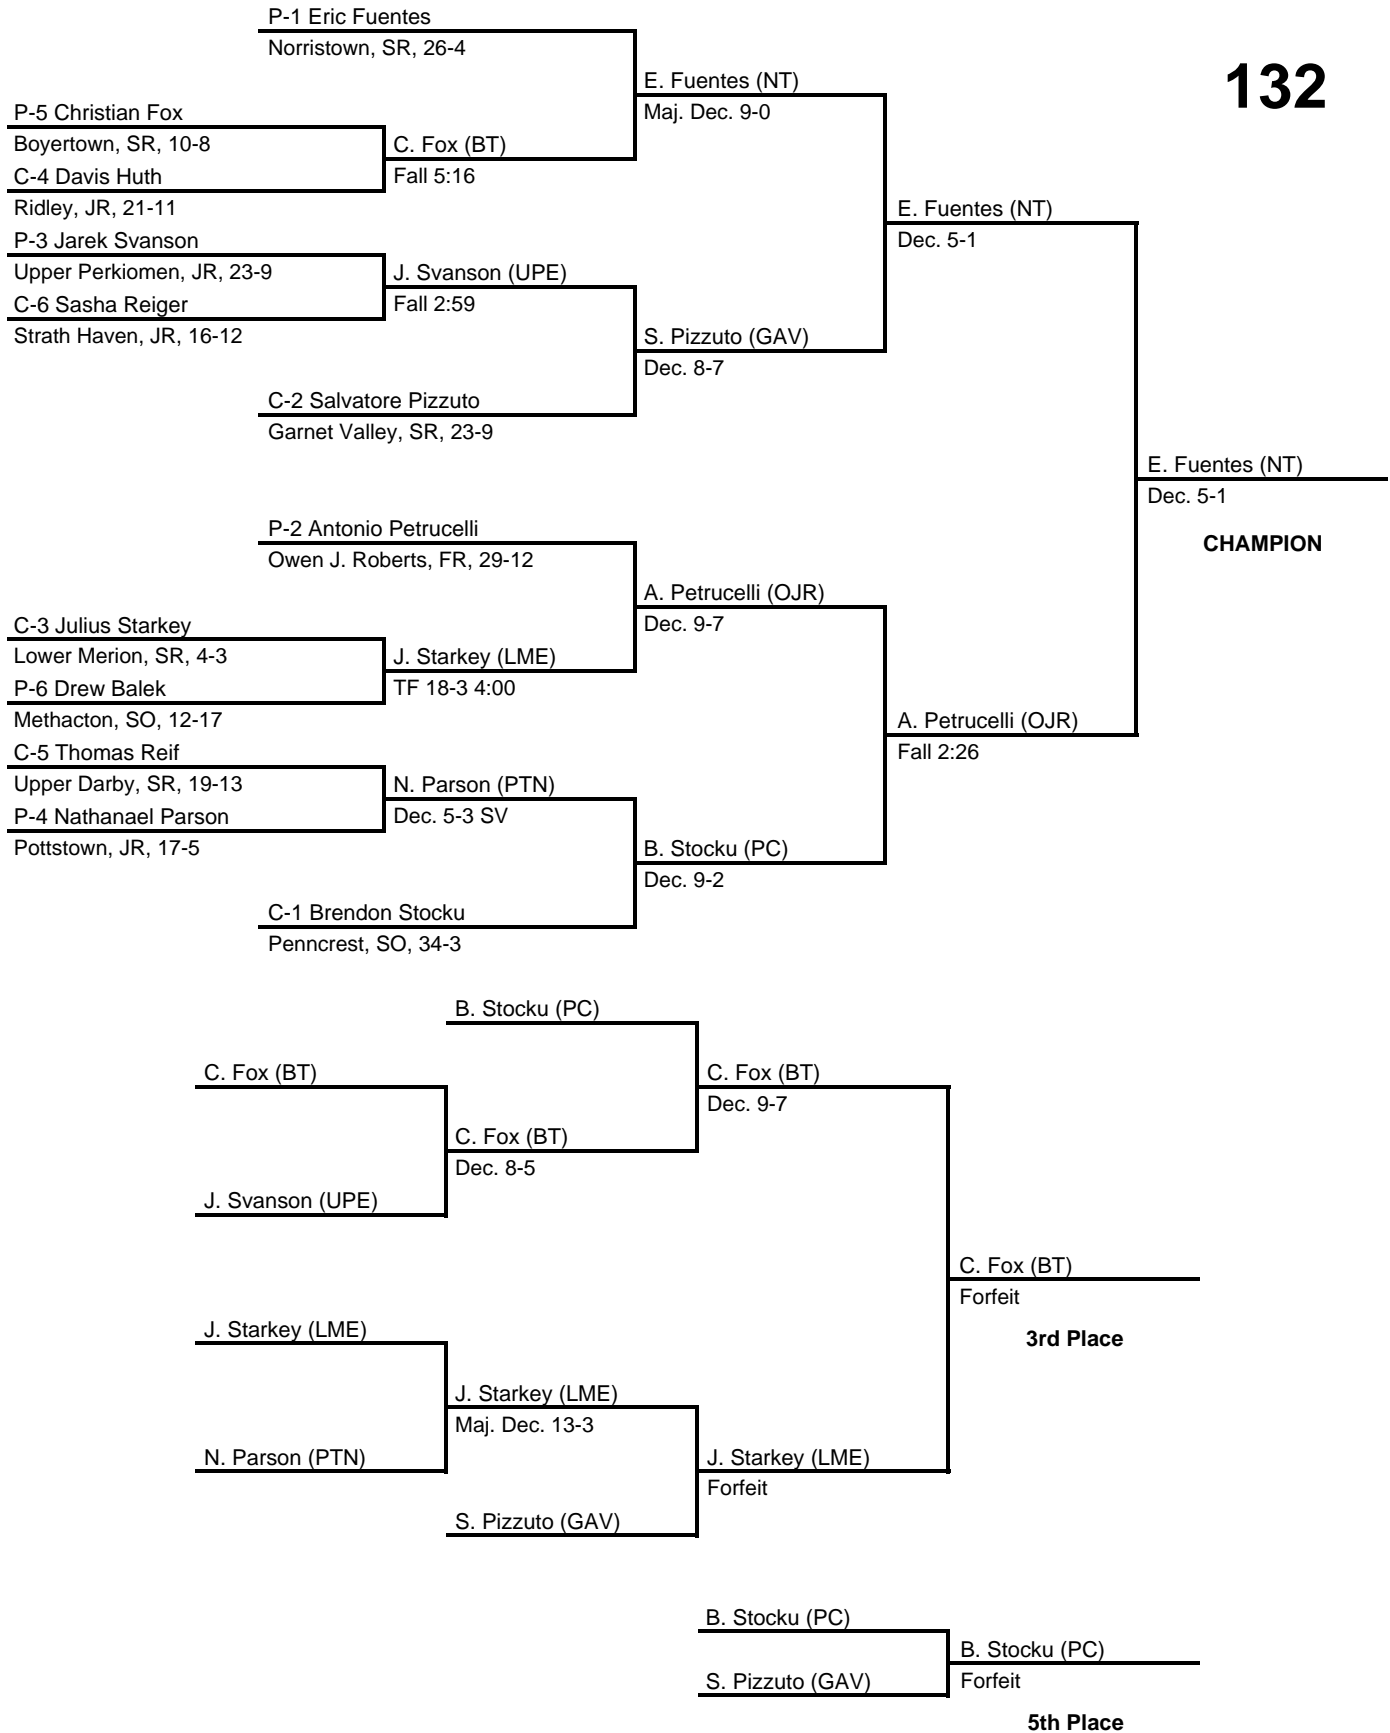 P-1 Eric Fuentes
Norristown, SR, 26-4
132
E. Fuentes (NT)
Maj. Dec. 9-0
P-5 Christian Fox
Boyertown, SR, 10-8
C. Fox (BT)
Fall 5:16
C-4 Davis Huth
Ridley, JR, 21-11
E. Fuentes (NT)
Dec. 5-1
P-3 Jarek Svanson
Upper Perkiomen, JR, 23-9
J. Svanson (UPE)
Fall 2:59
C-6 Sasha Reiger
Strath Haven, JR, 16-12
S. Pizzuto (GAV)
Dec. 8-7
C-2 Salvatore Pizzuto
Garnet Valley, SR, 23-9
E. Fuentes (NT)
Dec. 5-1
CHAMPION
P-2 Antonio Petrucelli
Owen J. Roberts, FR, 29-12
A. Petrucelli (OJR)
Dec. 9-7
C-3 Julius Starkey
Lower Merion, SR, 4-3
J. Starkey (LME)
TF 18-3 4:00
P-6 Drew Balek
Methacton, SO, 12-17
A. Petrucelli (OJR)
Fall 2:26
C-5 Thomas Reif
Upper Darby, SR, 19-13
N. Parson (PTN)
Dec. 5-3 SV
P-4 Nathanael Parson
Pottstown, JR, 17-5
B. Stocku (PC)
Dec. 9-2
C-1 Brendon Stocku
Penncrest, SO, 34-3
B. Stocku (PC)
C. Fox (BT)
C. Fox (BT)
Dec. 9-7
C. Fox (BT)
Dec. 8-5
J. Svanson (UPE)
C. Fox (BT)
Forfeit
3rd Place
J. Starkey (LME)
J. Starkey (LME)
Maj. Dec. 13-3
N. Parson (PTN)
J. Starkey (LME)
Forfeit
S. Pizzuto (GAV)
B. Stocku (PC)
B. Stocku (PC)
Forfeit
S. Pizzuto (GAV)
5th Place